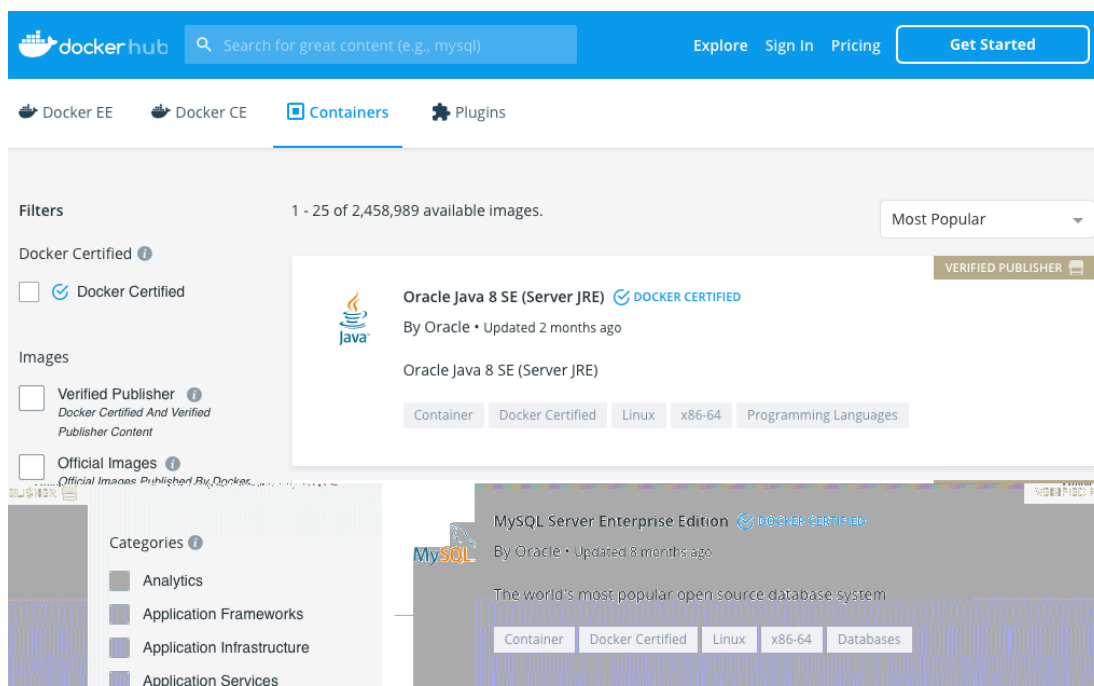 dockerhub
Search for great content (e.g., mysql)
Explore Sign In Pricing Get Started
Docker EE Docker CE Containers Plugins
Filters
1 - 25 of 2,458,989 available images.
Most Popular
Docker Certified
Docker Certified
Images
Verified Publisher
Docker Certified And Verified
Publisher Content
Official Images
Official Images Published By Docker
VERIFIED PUBLISHER
Java
Oracle Java 8 SE (Server JRE) DOCKER CERTIFIED
By Oracle • Updated 2 months ago
Oracle Java 8 SE (Server JRE)
Container Docker Certified Linux x86-64 Programming Languages
Categories
Analytics
Application Frameworks
Application Infrastructure
Application Services
MySQL
MySQL Server Enterprise Edition DOCKER CERTIFIED
By Oracle • Updated 8 months ago
The world's most popular open source database system
Container Docker Certified Linux x86-64 Databases